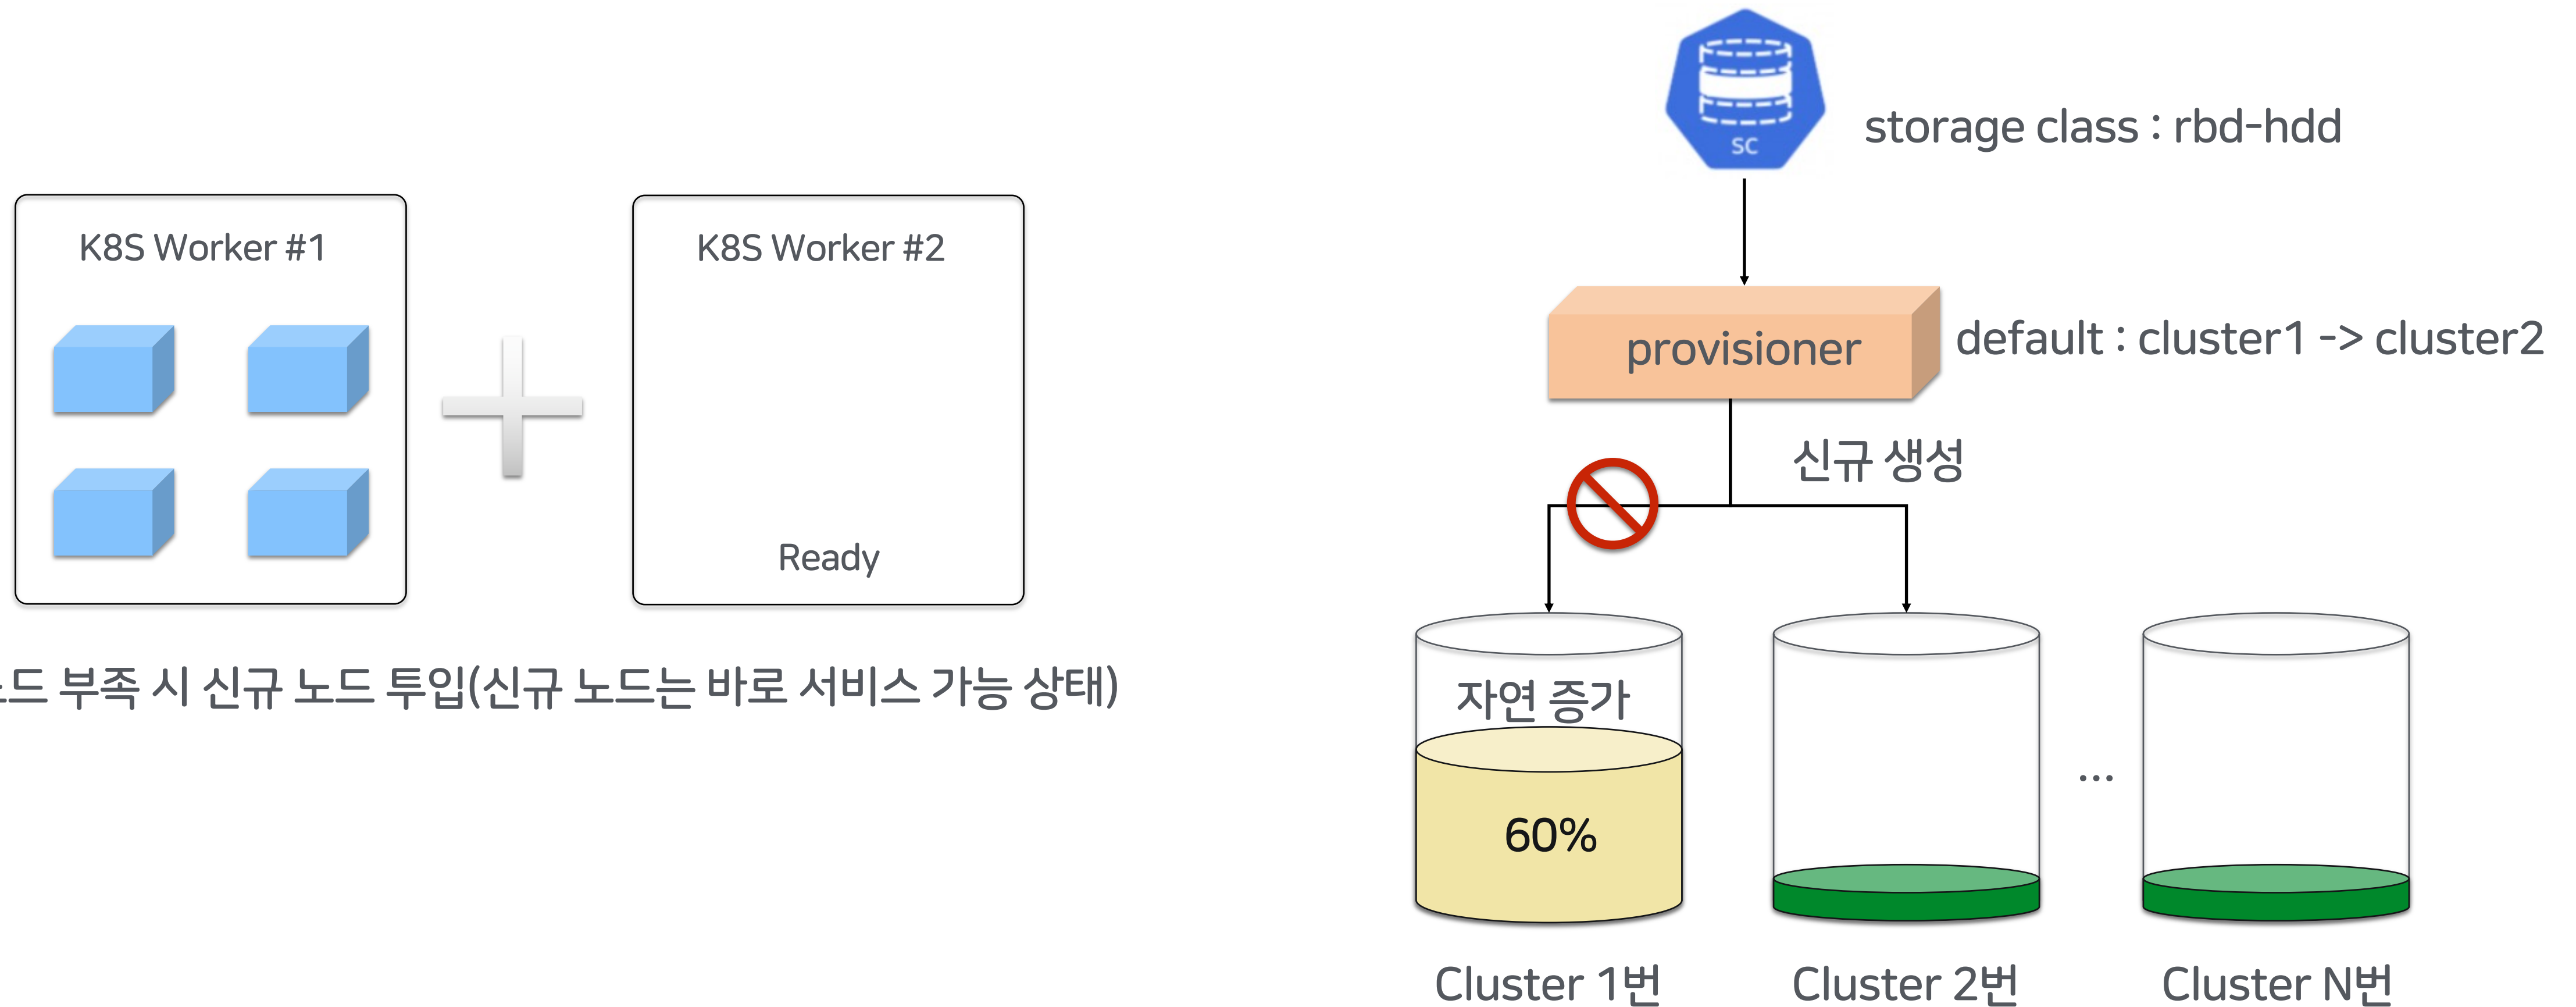 K8S Worker #1
K8S Worker #2
Ready
부족 시 신규 노드 투입(신규 노드는 바로 서비스 가능 상태)
SC
storage class : rbd-hdd
provisioner
default : cluster1 -> cluster2
신규 생성
자연 증가
60%
...
Cluster 1번
Cluster 2번
Cluster N번